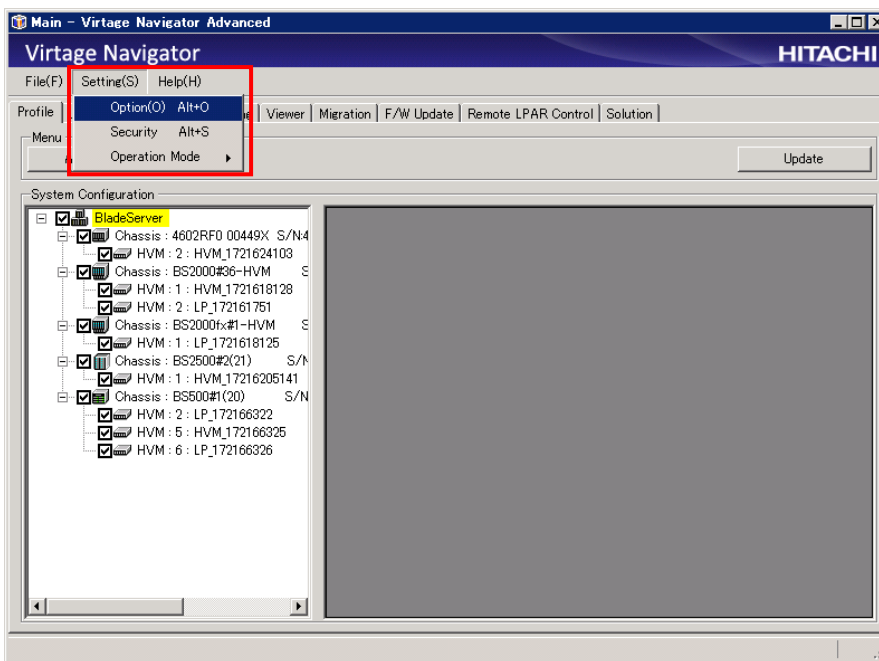 Main - Virtage Navigator Advanced
Virtage Navigator
HITACHI
File(F) Setting(S) Help(H)
Option(O) Alt+O
Security Alt+S
Operation Mode
Profile Viewer Migration F/W Update Remote LPAR Control Solution
Menu
Update
System Configuration
BladeServer
Chassis : 4602RF0 00449X S/N:4
HVM : 2 : HVM_1721624103
Chassis : BS2000#36-HVM S
HVM : 1 : HVM_1721618128
HVM : 2 : LP_172161751
Chassis : BS2000fx#1-HVM S
HVM : 1 : LP_1721618125
Chassis : BS2500#2(21) S/N
HVM : 1 : HVM_17216205141
Chassis : BS500#1(20) S/N
HVM : 2 : LP_172166322
HVM : 5 : HVM_172166325
HVM : 6 : LP_172166326